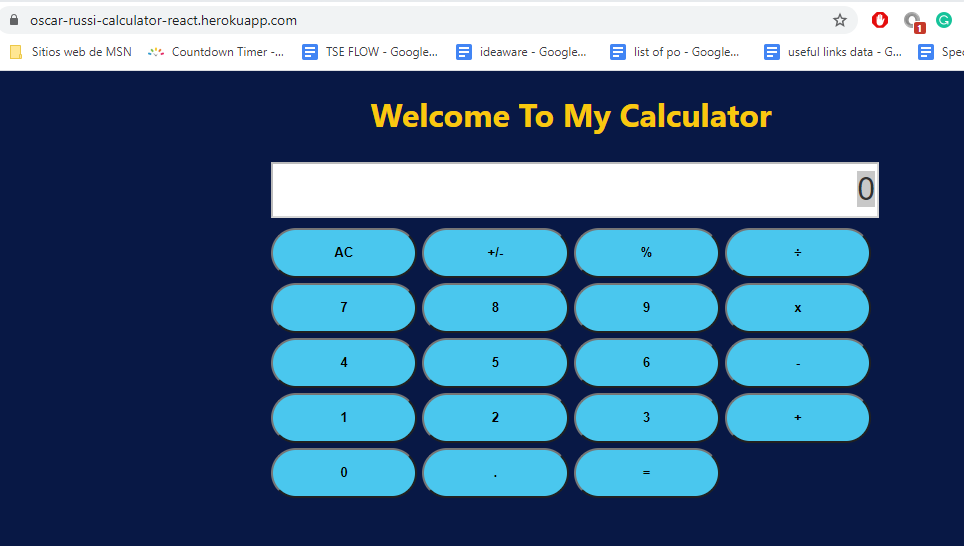 oscar-russi-calculator-react.herokuapp.com
1
Sitios web de MSN Countdown Timer -... TSE FLOW - Google... ideaware - Google... list of po - Google... useful links data - G... Spec
Welcome To My Calculator
0
AC +/- % ÷
7 8 9 x
4 5 6 -
1 2 3 +
0 . =